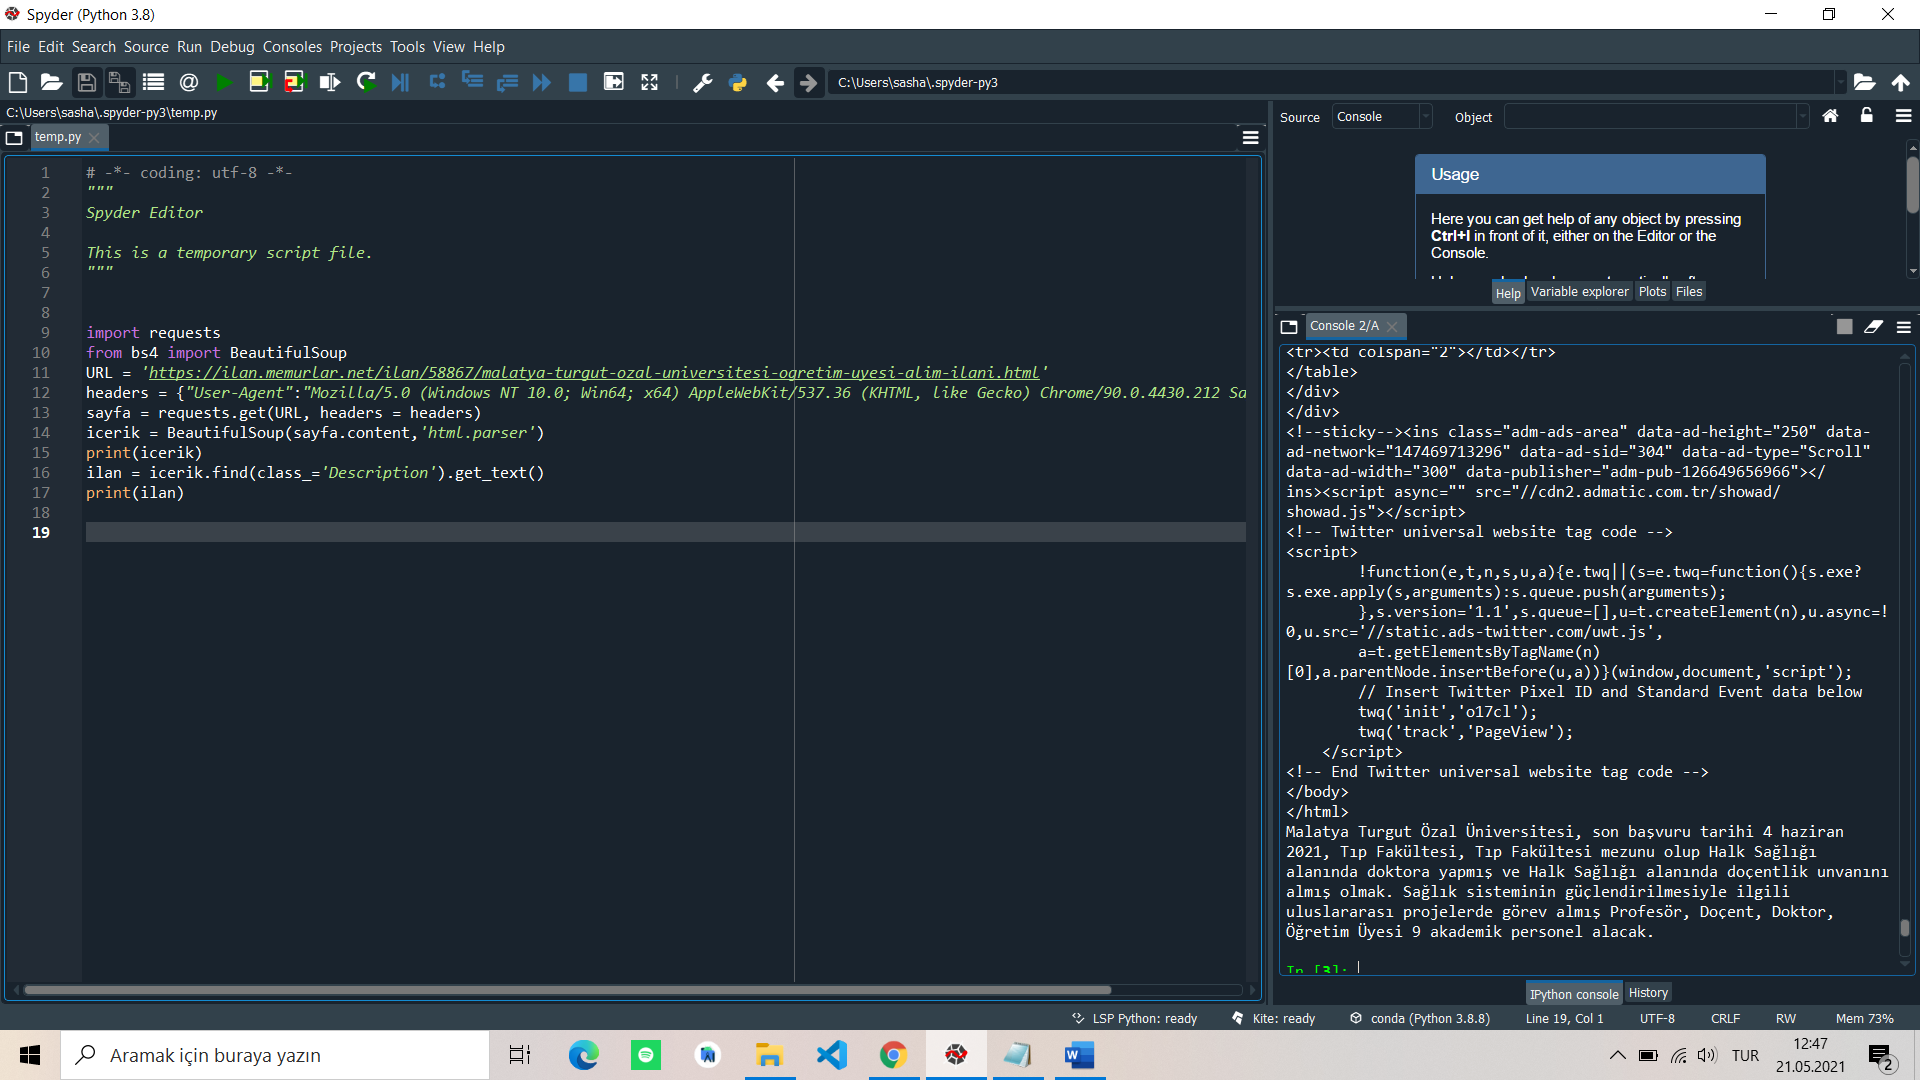 Spyder (Python 3.8)
File Edit Search Source Run Debug Consoles Projects Tools View Help
C:\Users\sasha\.spyder-py3
C:\Users\sasha\.spyder-py3\temp.py
temp.py
1 # -*- coding: utf-8 -*-
2 """
3 Spyder Editor
4
5 This is a temporary script file.
6 """
7
8
9 import requests
10 from bs4 import BeautifulSoup
11 URL = 'https://ilan.memurlar.net/ilan/58867/malatya-turgut-ozal-universitesi-ogretim-uyesi-alim-ilani.html'
12 headers = {"User-Agent":"Mozilla/5.0 (Windows NT 10.0; Win64; x64) AppleWebKit/537.36 (KHTML, like Gecko) Chrome/90.0.4430.212 Sa
13 sayfa = requests.get(URL, headers = headers)
14 icerik = BeautifulSoup(sayfa.content,'html.parser')
15 print(icerik)
16 ilan = icerik.find(class_='Description').get_text()
17 print(ilan)
18
19
Source Console Object
Usage
Here you can get help of any object by pressing
Ctrl+I in front of it, either on the Editor or the
Console.
Help Variable explorer Plots Files
Console 2/A
<tr><td colspan="2"></td></tr>
</table>
</div>
</div>
<!--sticky--><ins class="adm-ads-area" data-ad-height="250" data-
ad-network="147469713296" data-ad-sid="304" data-ad-type="Scroll"
data-ad-width="300" data-publisher="adm-pub-126649656966"></
ins><script async="" src="//cdn2.admatic.com.tr/showad/
showad.js"></script>
<!-- Twitter universal website tag code -->
<script>
!function(e,t,n,s,u,a){e.twq||(s=e.twq=function(){s.exe?
s.exe.apply(s,arguments):s.queue.push(arguments);
},s.version='1.1',s.queue=[],u=t.createElement(n),u.async=!
0,u.src='//static.ads-twitter.com/uwt.js',
a=t.getElementsByTagName(n)
[0],a.parentNode.insertBefore(u,a))}(window,document,'script');
// Insert Twitter Pixel ID and Standard Event data below
twq('init','o17cl');
twq('track','PageView');
</script>
<!-- End Twitter universal website tag code -->
</body>
</html>
Malatya Turgut Özal Üniversitesi, son başvuru tarihi 4 haziran
2021, Tıp Fakültesi, Tıp Fakültesi mezunu olup Halk Sağlığı
alanında doktora yapmış ve Halk Sağlığı alanında doçentlik unvanını
almış olmak. Sağlık sisteminin güçlendirilmesiyle ilgili
uluslararası projelerde görev almış Profesör, Doçent, Doktor,
Öğretim Üyesi 9 akademik personel alacak.
In [3]:
IPython console History
LSP Python: ready Kite: ready conda (Python 3.8.8) Line 19, Col 1 UTF-8 CRLF RW Mem 73%
Aramak için buraya yazın
TUR
12:47
21.05.2021
2